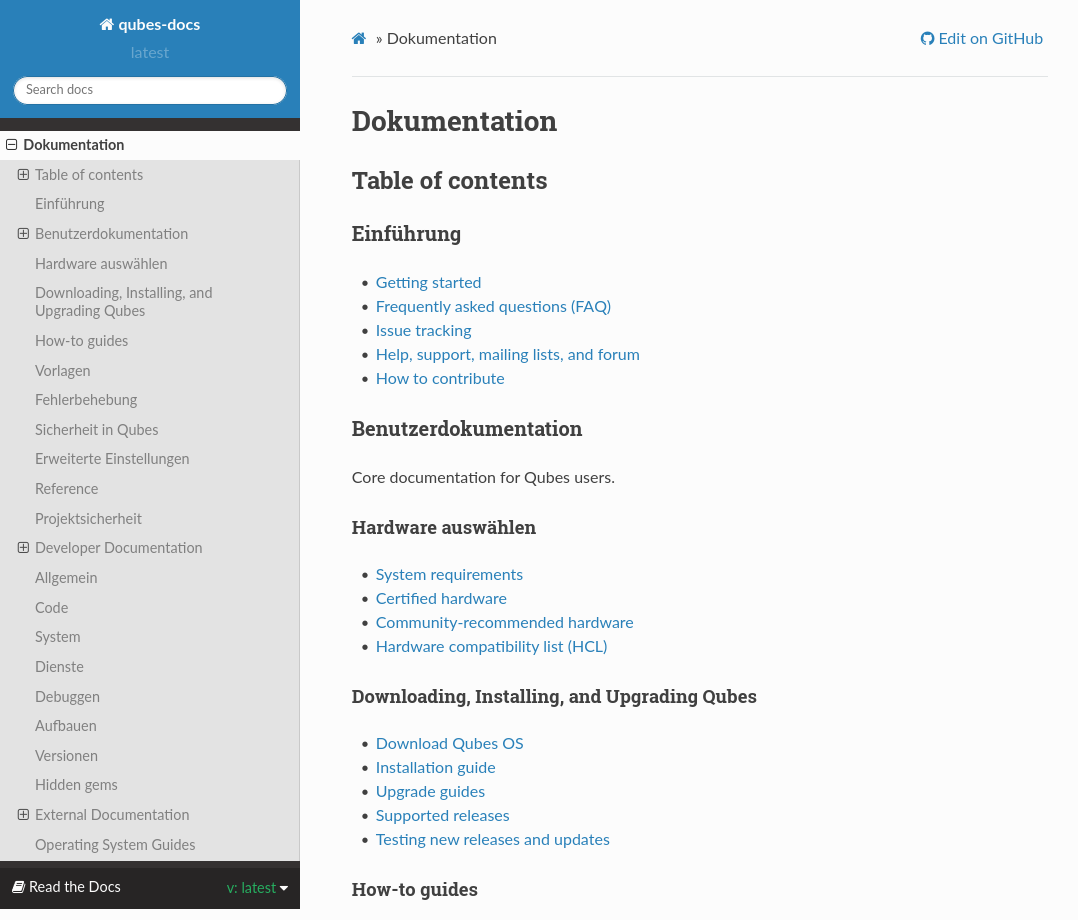 qubes-docs
latest
Search docs
Dokumentation
Table of contents
Einführung
Benutzerdokumentation
Hardware auswählen
Downloading, Installing, and
Upgrading Qubes
How-to guides
Vorlagen
Fehlerbehebung
Sicherheit in Qubes
Erweiterte Einstellungen
Reference
Projektsicherheit
Developer Documentation
Allgemein
Code
System
Dienste
Debuggen
Aufbauen
Versionen
Hidden gems
External Documentation
Operating System Guides
Read the Docs v: latest
» Dokumentation Edit on GitHub
Dokumentation
Table of contents
Einführung
• Getting started
• Frequently asked questions (FAQ)
• Issue tracking
• Help, support, mailing lists, and forum
• How to contribute
Benutzerdokumentation
Core documentation for Qubes users.
Hardware auswählen
• System requirements
• Certified hardware
• Community-recommended hardware
• Hardware compatibility list (HCL)
Downloading, Installing, and Upgrading Qubes
• Download Qubes OS
• Installation guide
• Upgrade guides
• Supported releases
• Testing new releases and updates
How-to guides